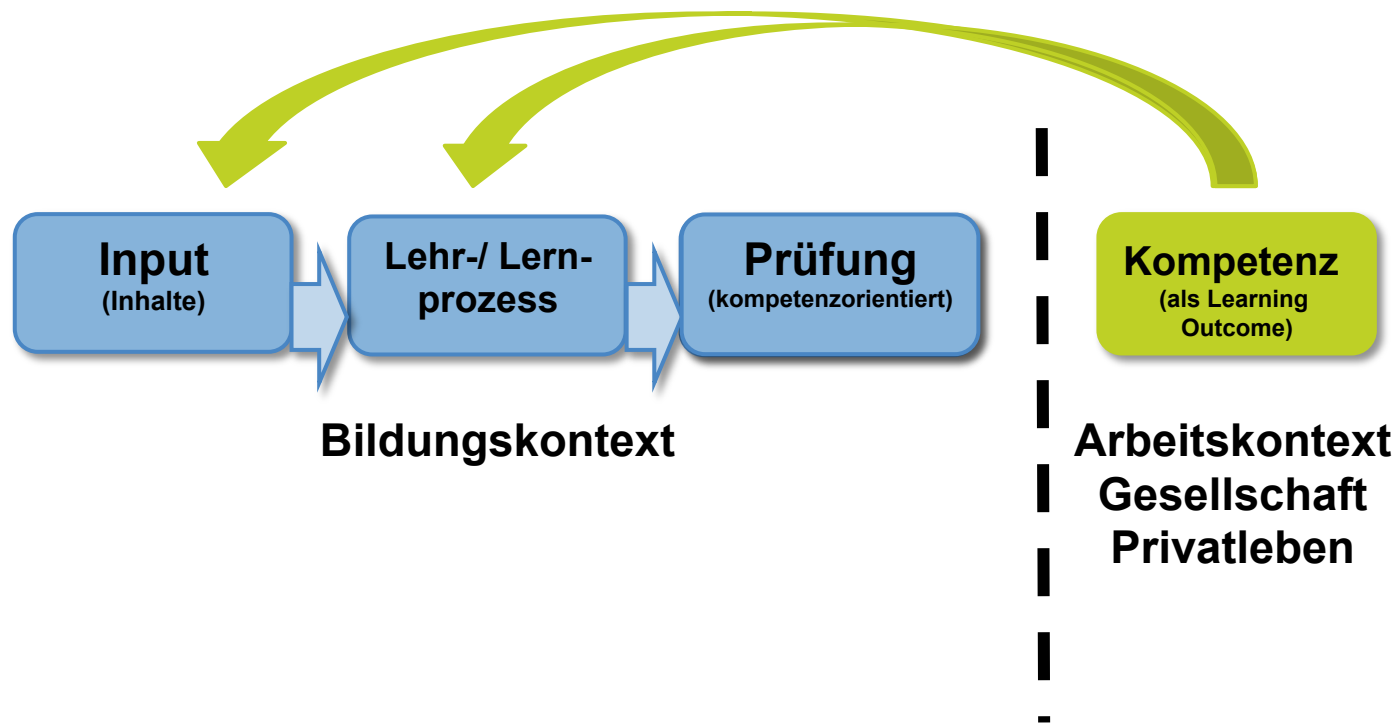 Input
(Inhalte)
Lehr-/ Lern-
prozess
Prüfung
(kompetenzorientiert)
Kompetenz
(als Learning
Outcome)
Bildungskontext
Arbeitskontext
Gesellschaft
Privatleben